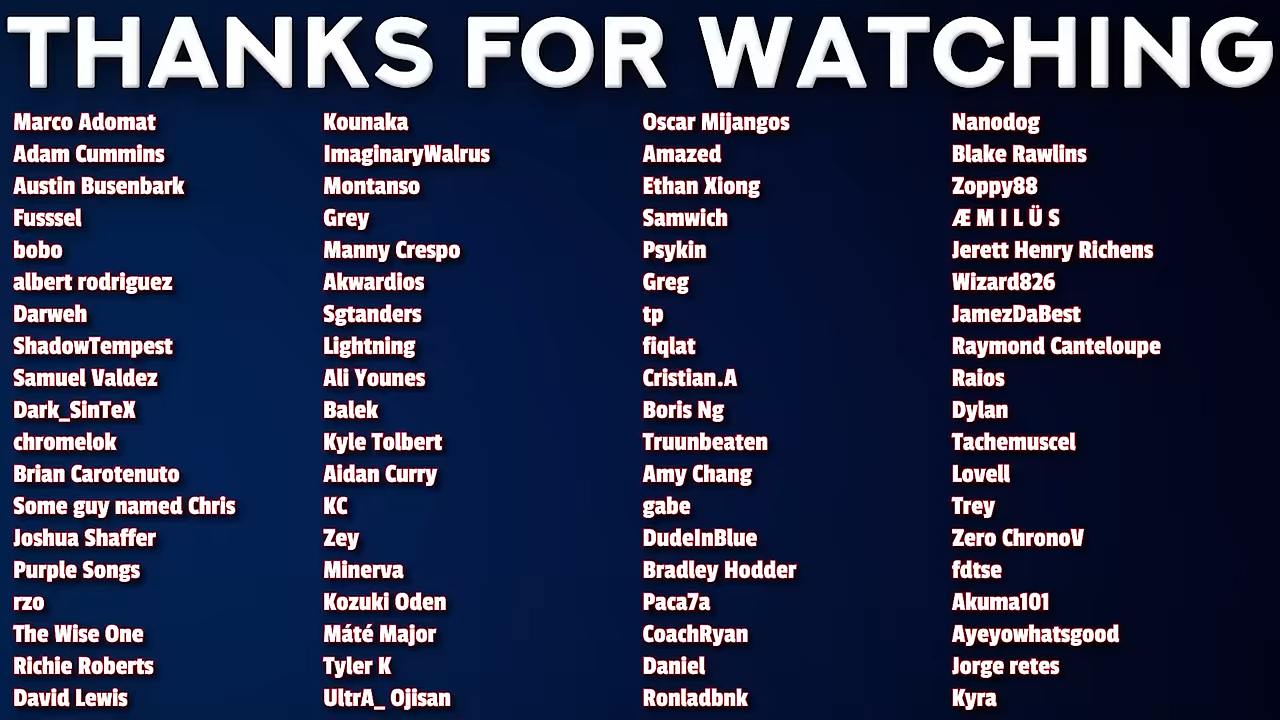 THANKS FOR WATCHING
Marco Adomat
Adam Cummins
Austin Busenbark
Fusssel
bobo
albert rodriguez
Darweh
ShadowTempest
Samuel Valdez
Dark_SinTeX
chromelok
Brian Carotenuto
Some guy named Chris
Joshua Shaffer
Purple Songs
rzo
The Wise One
Richie Roberts
David Lewis
Kounaka
ImaginaryWalrus
Montanso
Grey
Manny Crespo
Akwardios
Sgtanders
Lightning
Ali Younes
Balek
Kyle Tolbert
Aidan Curry
KC
Zey
Minerva
Kozuki Oden
Máté Major
Tyler K
UltrA_ Ojisan
Oscar Mijangos
Amazed
Ethan Xiong
Samwich
Psykin
Greg
tp
fiqlat
Cristian.A
Boris Ng
Truunbeaten
Amy Chang
gabe
DudeInBlue
Bradley Hodder
Paca7a
CoachRyan
Daniel
Ronladbnk
Nanodog
Blake Rawlins
Zoppy88
Æ M I L Ü S
Jerett Henry Richens
Wizard826
JamezDaBest
Raymond Canteloupe
Raios
Dylan
Tachemuscel
Lovell
Trey
Zero ChronoV
fdtse
Akuma101
Ayeyowhatsgood
Jorge retes
Kyra